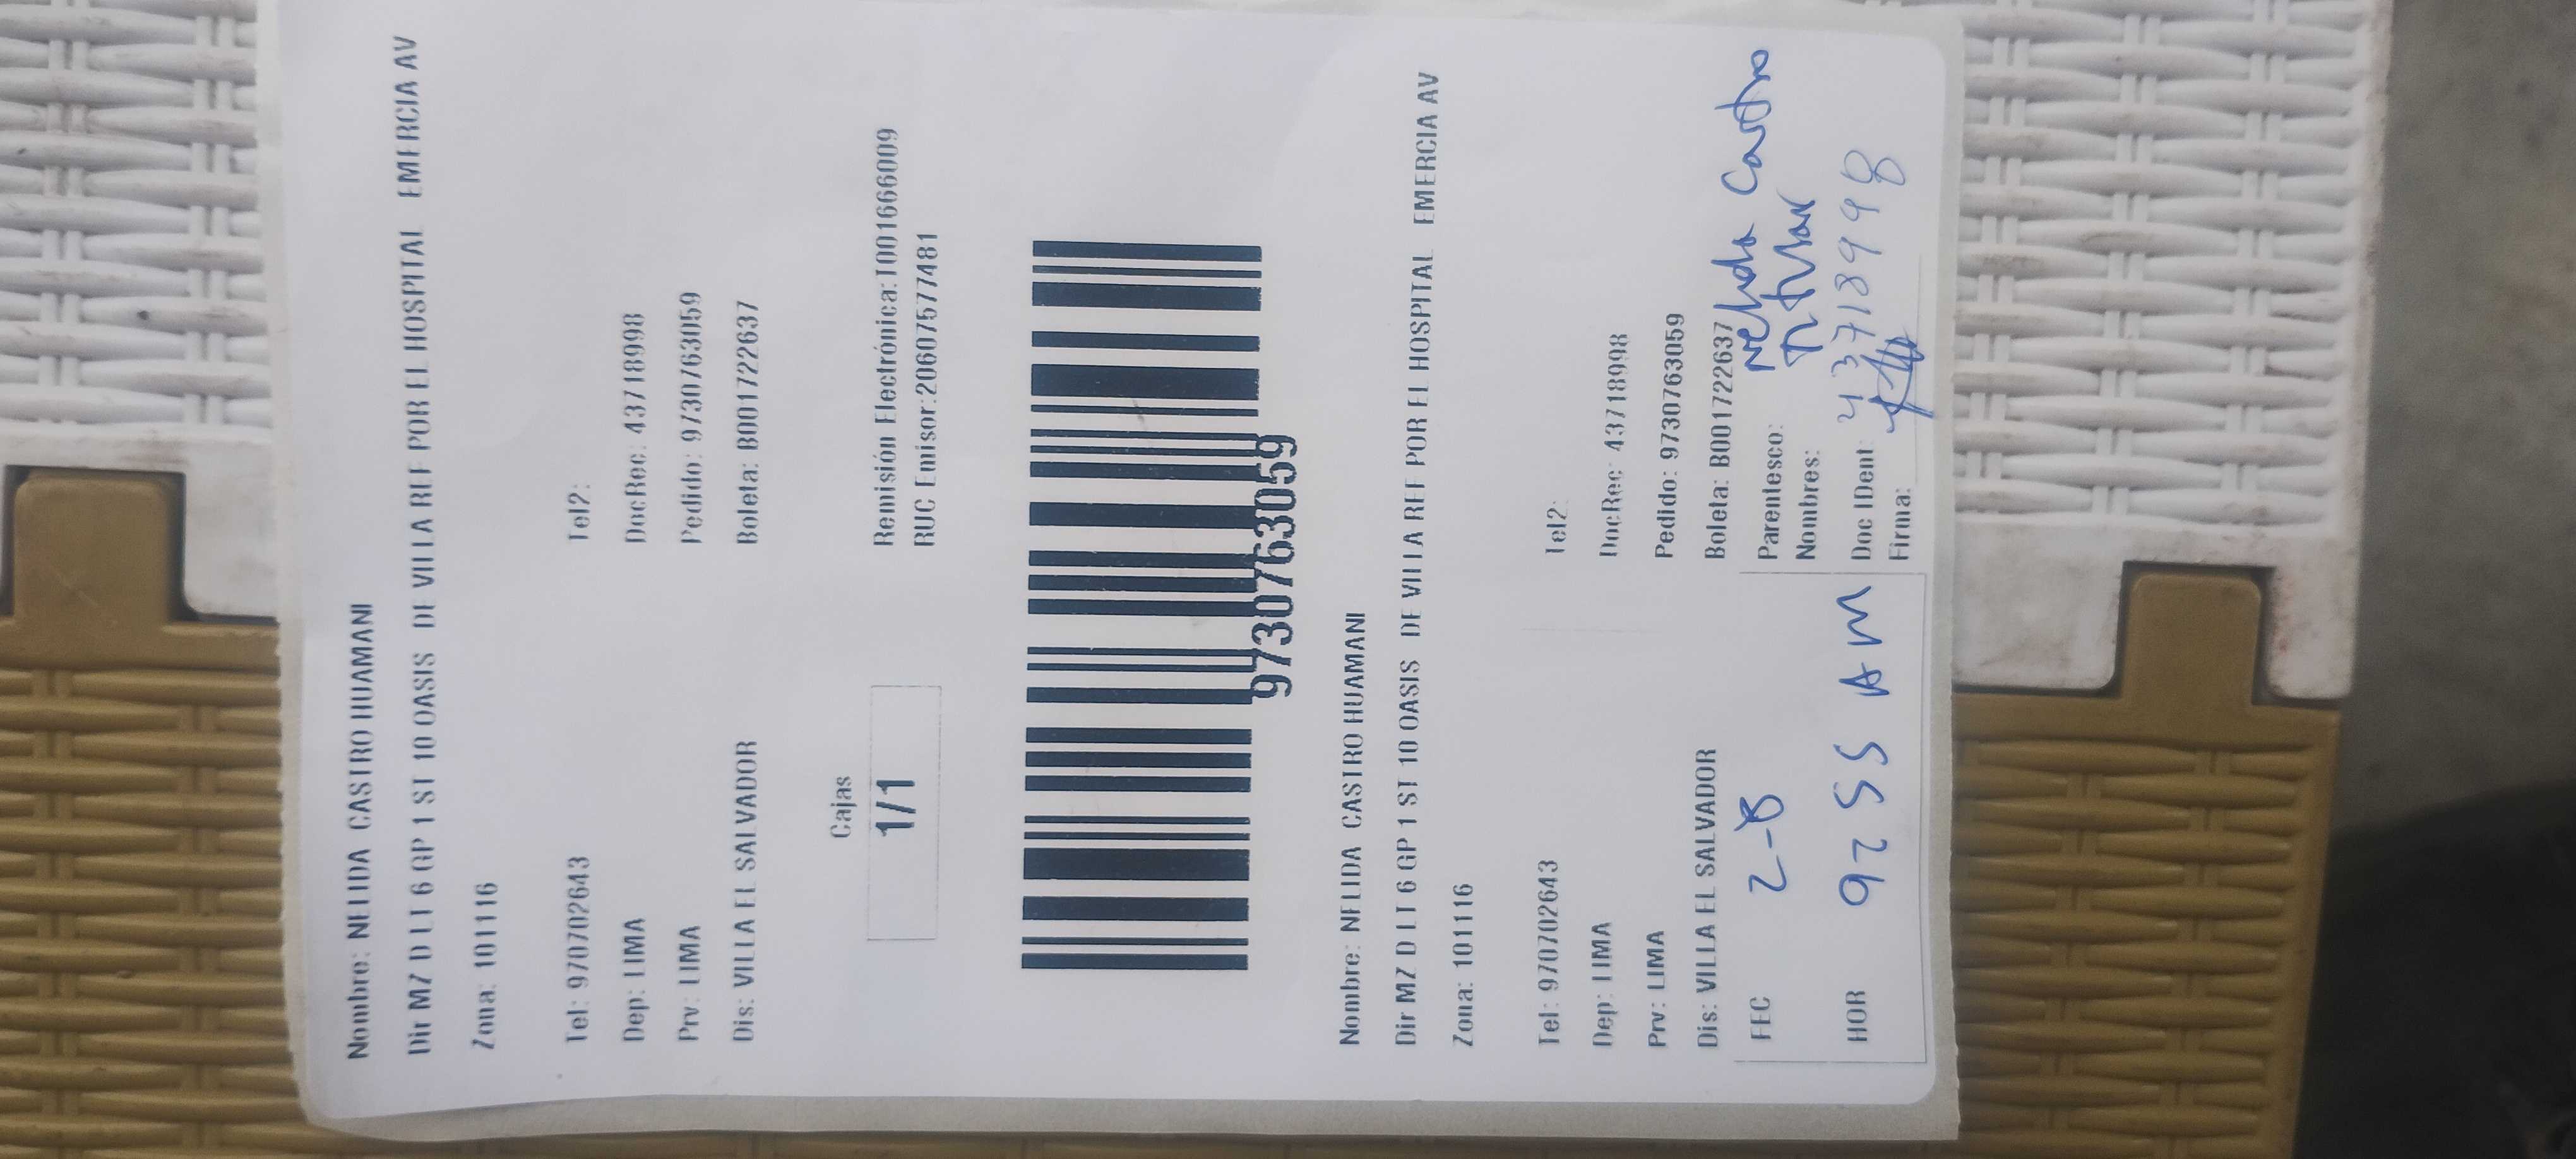 Nombre: NELIDA CASTRO HUAMANI
Dir MZ D LT 6 GP 1 ST 10 OASIS DE VILLA REF POR EL HOSPITAL EMERCIA AV
Zona: 101116
Tel: 970702643 Tel2:
Dep: LIMA DocRec: 43718998
Prv: LIMA Pedido: 9730763059
Dis: VILLA EL SALVADOR Boleta: B001722637
Cajas
1/1
Remisión Electrónica:T001666009
RUC Emisor:20607577481
9730763059
Nombre: NELIDA CASTRO HUAMANI
Dir MZ D LT 6 GP 1 ST 10 OASIS DE VILLA REF POR EL HOSPITAL EMERCIA AV
Zona: 101116
Tel: 970702643 Tel2:
Dep: LIMA DocRec: 43718998
Prv: LIMA Pedido: 9730763059
Dis: VILLA EL SALVADOR Boleta: B001722637
FEC 2-8 Parentesco: Nelida Castro
Nombres: Titular
HOR 9:55 AM Doc IDent: 43718998
Firma: